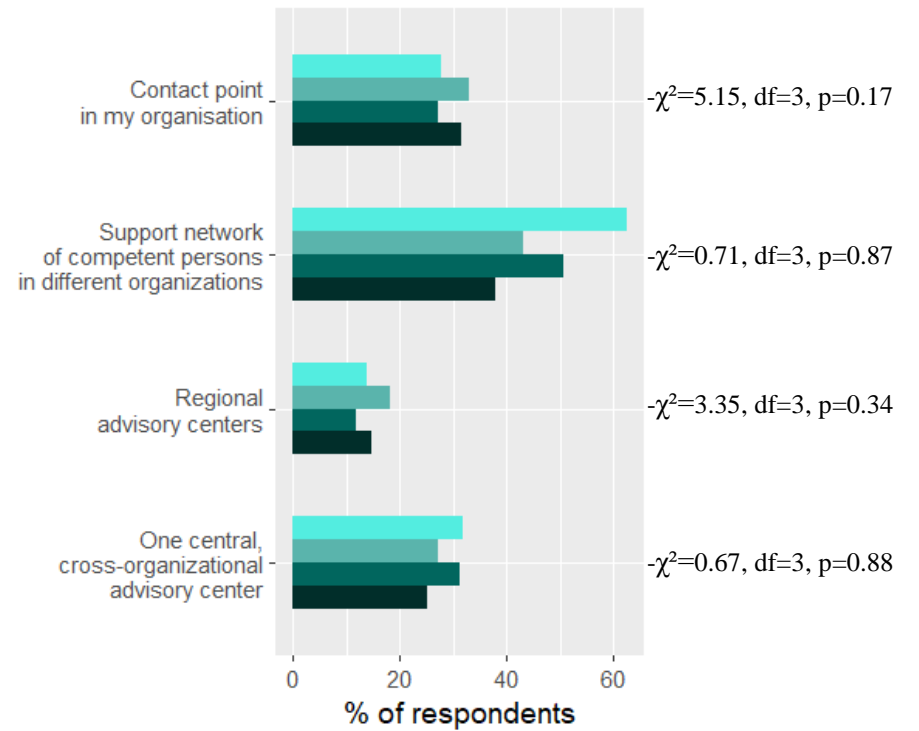 Contact point
in my organisation
-χ²=5.15, df=3, p=0.17
Support network
of competent persons
in different organizations
-χ²=0.71, df=3, p=0.87
Regional
advisory centers
-χ²=3.35, df=3, p=0.34
One central,
cross-organizational
advisory center
-χ²=0.67, df=3, p=0.88
0 20 40 60
% of respondents